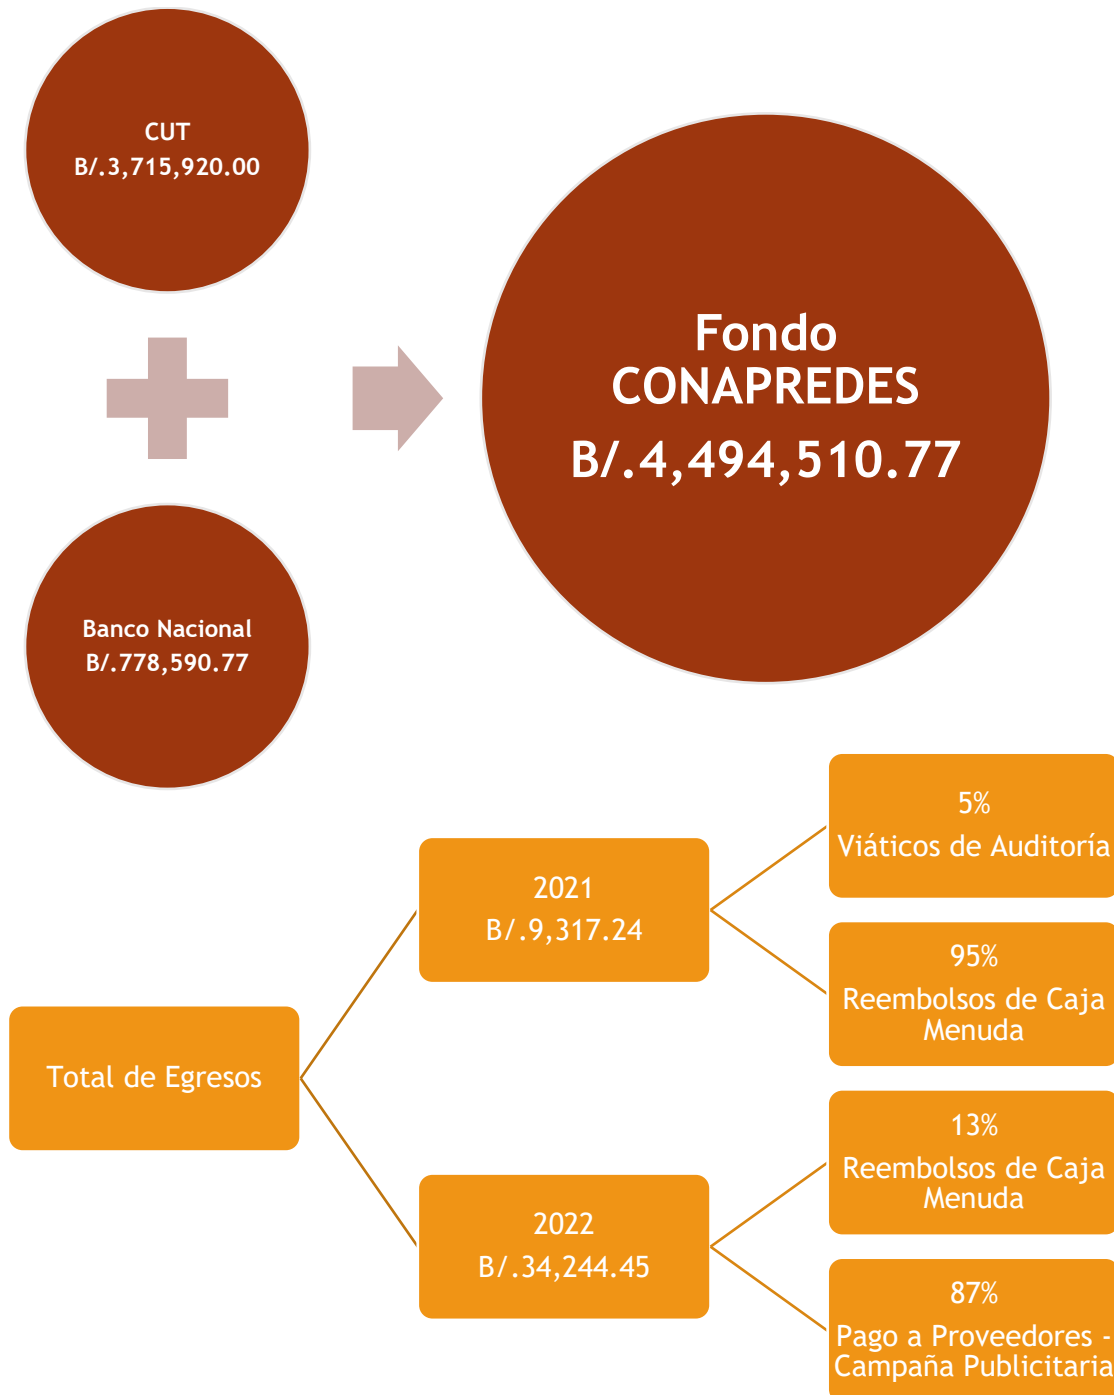 CUT
B/.3,715,920.00
Fondo
CONAPREDES
B/.4,494,510.77
Banco Nacional
B/.778,590.77
Total de Egresos
2021
B/.9,317.24
5%
Viáticos de Auditoría
95%
Reembolsos de Caja
Menuda
2022
B/.34,244.45
13%
Reembolsos de Caja
Menuda
87%
Pago a Proveedores -
Campaña Publicitaria